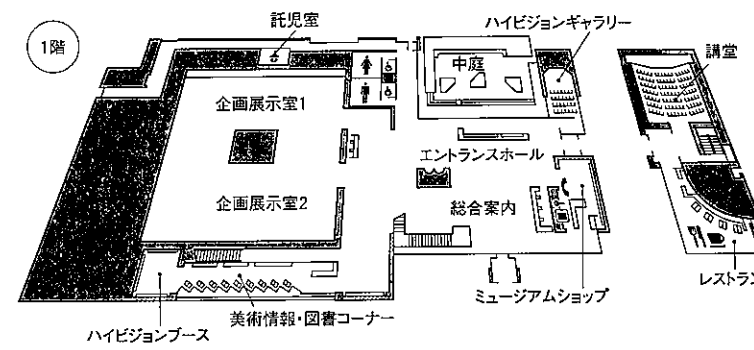 1階
託児室
ハイビジョンギャラリー
中庭
講堂
企画展示室1
エントランスホール
企画展示室2
総合案内
レストラン
ミュージアムショップ
美術情報・図書コーナー
ハイビジョンブース